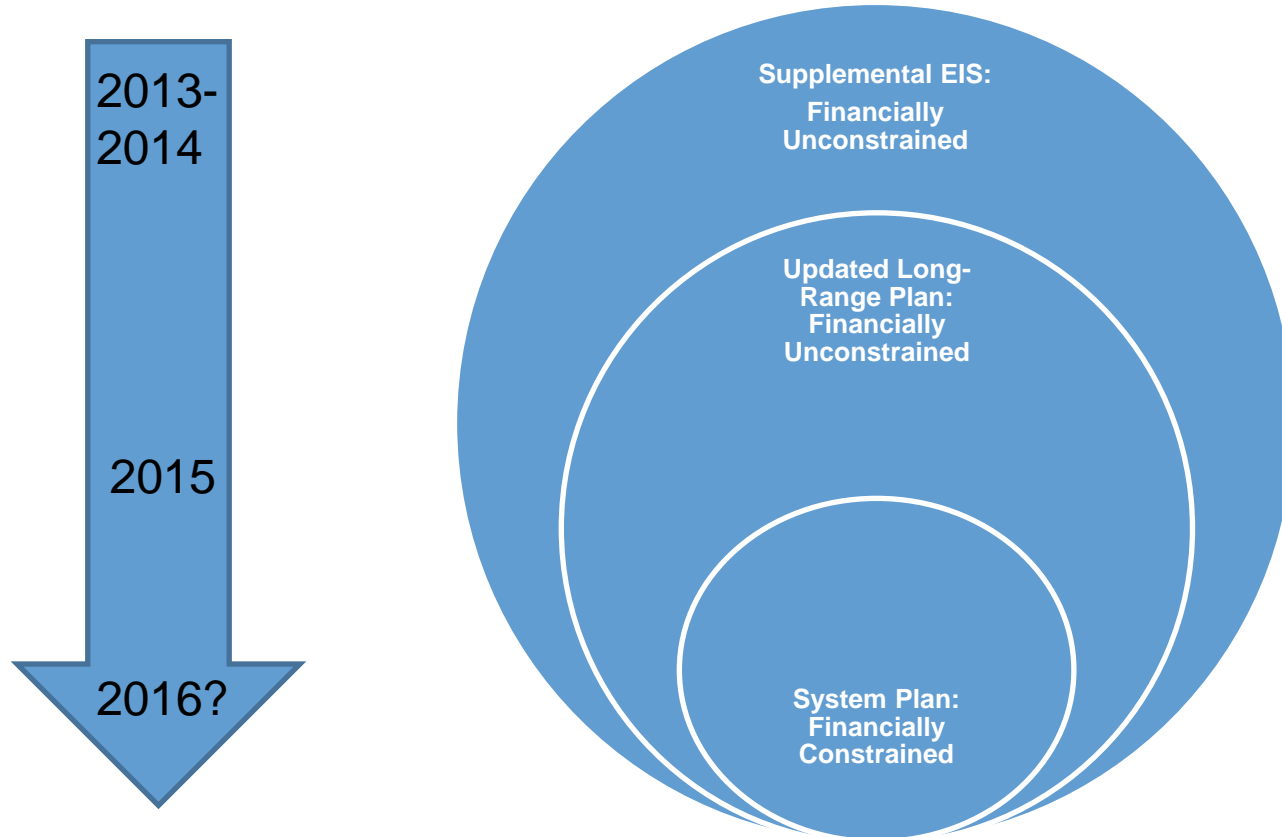 2013-
2014
2015
2016?
Supplemental EIS:
Financially
Unconstrained
Updated Long-
Range Plan:
Financially
Unconstrained
System Plan:
Financially
Constrained